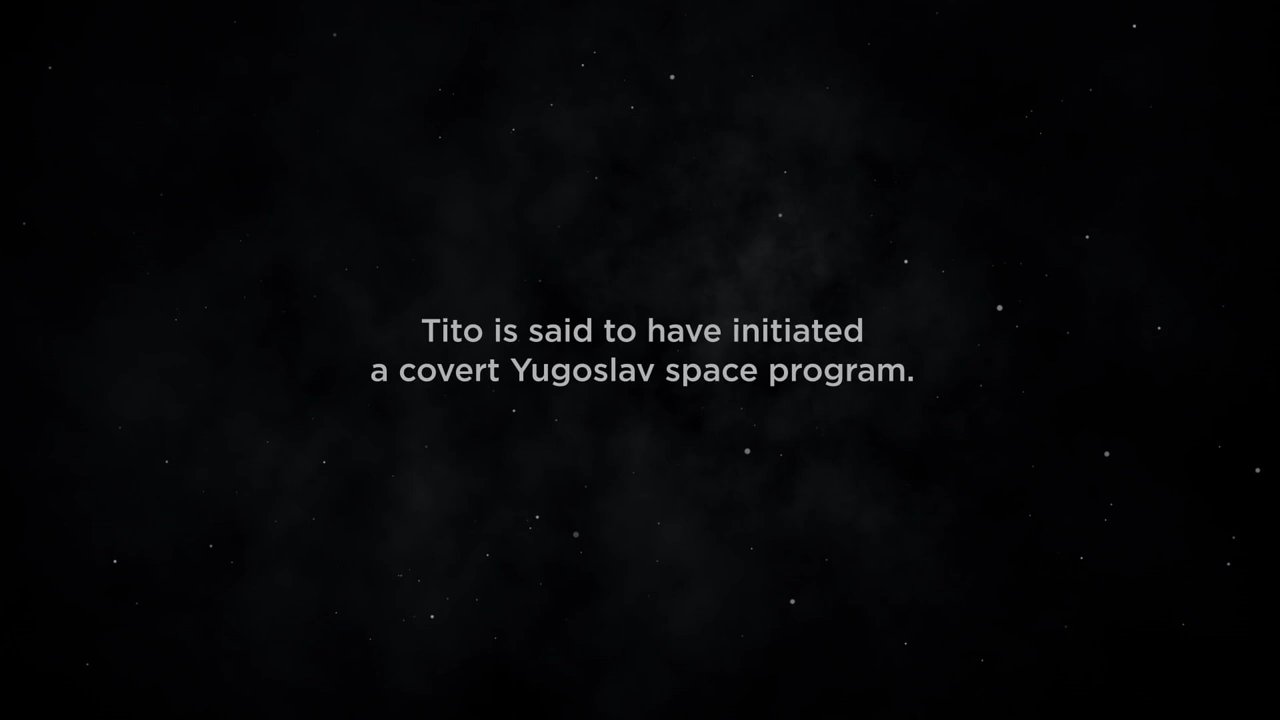 Tito is said to have initiated
a covert Yugoslav space program.